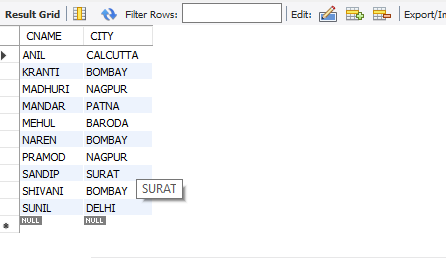 Result Grid Filter Rows: Edit: Export/Im
CNAME CITY
ANIL CALCUTTA
KRANTI BOMBAY
MADHURI NAGPUR
MANDAR PATNA
MEHUL BARODA
NAREN BOMBAY
PRAMOD NAGPUR
SANDIP SURAT
SHIVANI BOMBAY SURAT
SUNIL DELHI
NULL NULL